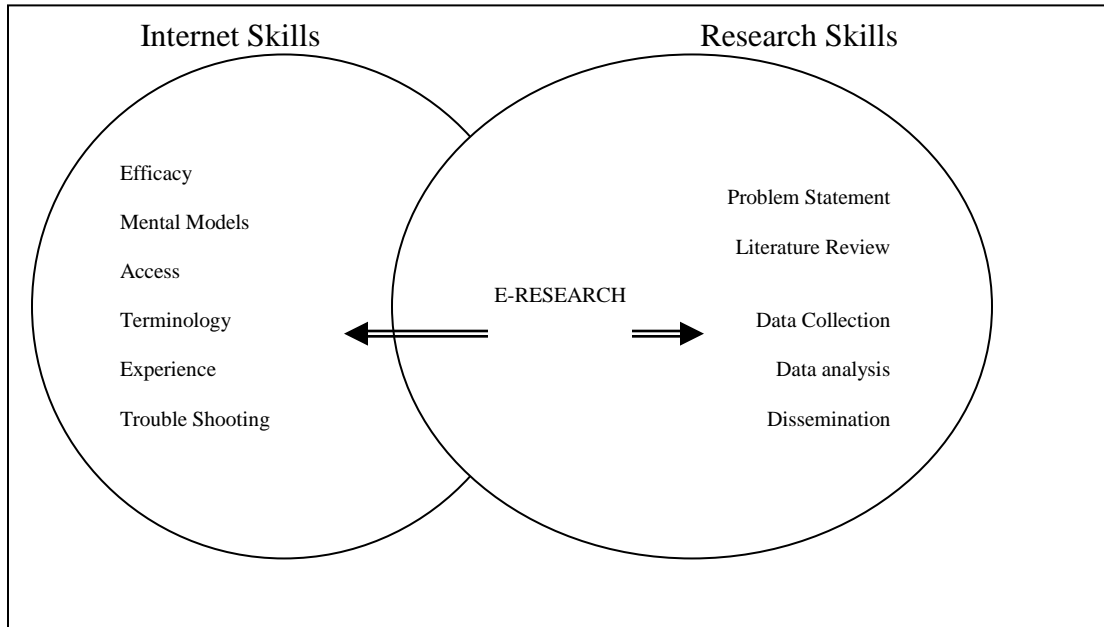 Internet Skills
Research Skills
Efficacy
Mental Models
Access
Terminology
Experience
Trouble Shooting
E-RESEARCH
Problem Statement
Literature Review
Data Collection
Data analysis
Dissemination